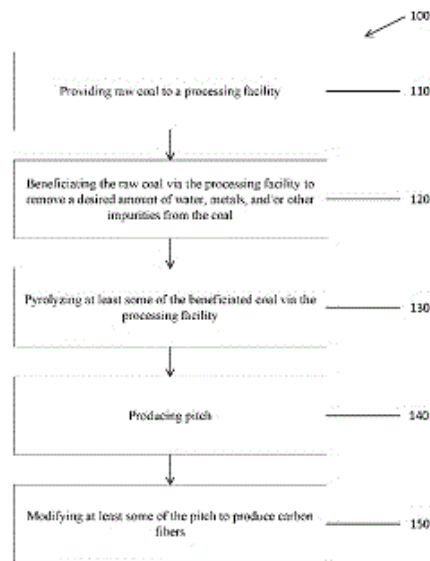 100
Providing raw coal to a processing facility
110
Beneficiating the raw coal via the processing facility to
remove a desired amount of water, metals, and/or other
impurities from the coal
120
Pyrolyzing at least some of the beneficiated coal via the
processing facility
130
Producing pitch
140
Modifying at least some of the pitch to produce carbon
fibers
150